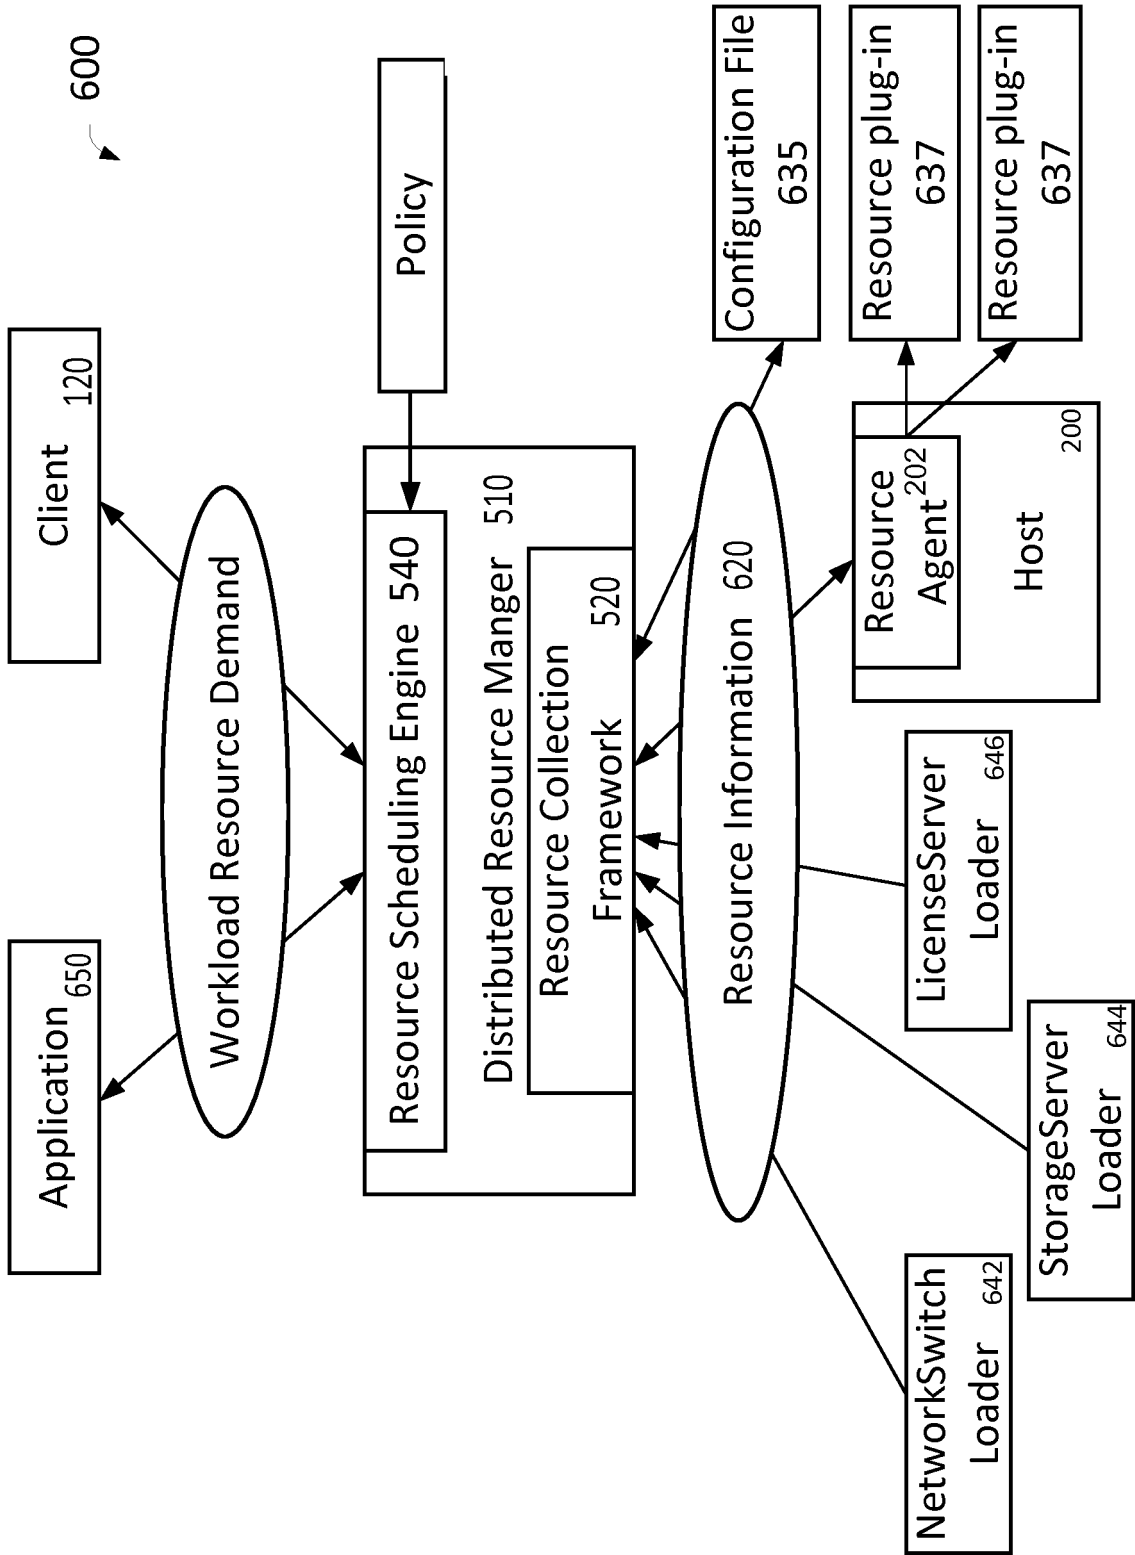 600
Application
650
Client
120
Workload Resource Demand
Policy
Resource Scheduling Engine 540
Distributed Resource Manger 510
Resource Collection
Framework
520
Resource Information 620
Configuration File
635
Resource plug-in
637
Resource plug-in
637
Resource
Agent
202
Host
200
LicenseServer
Loader
646
StorageServer
Loader
644
NetworkSwitch
Loader
642